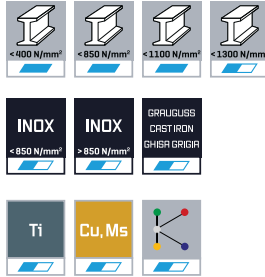 <400 N/mm² <850 N/mm² <1100 N/mm² <1300 N/mm²
INOX INOX GRAUGUSS
CAST IRON
GHISA GRIGIA
<850 N/mm² >850 N/mm²
Ti Cu, Ms